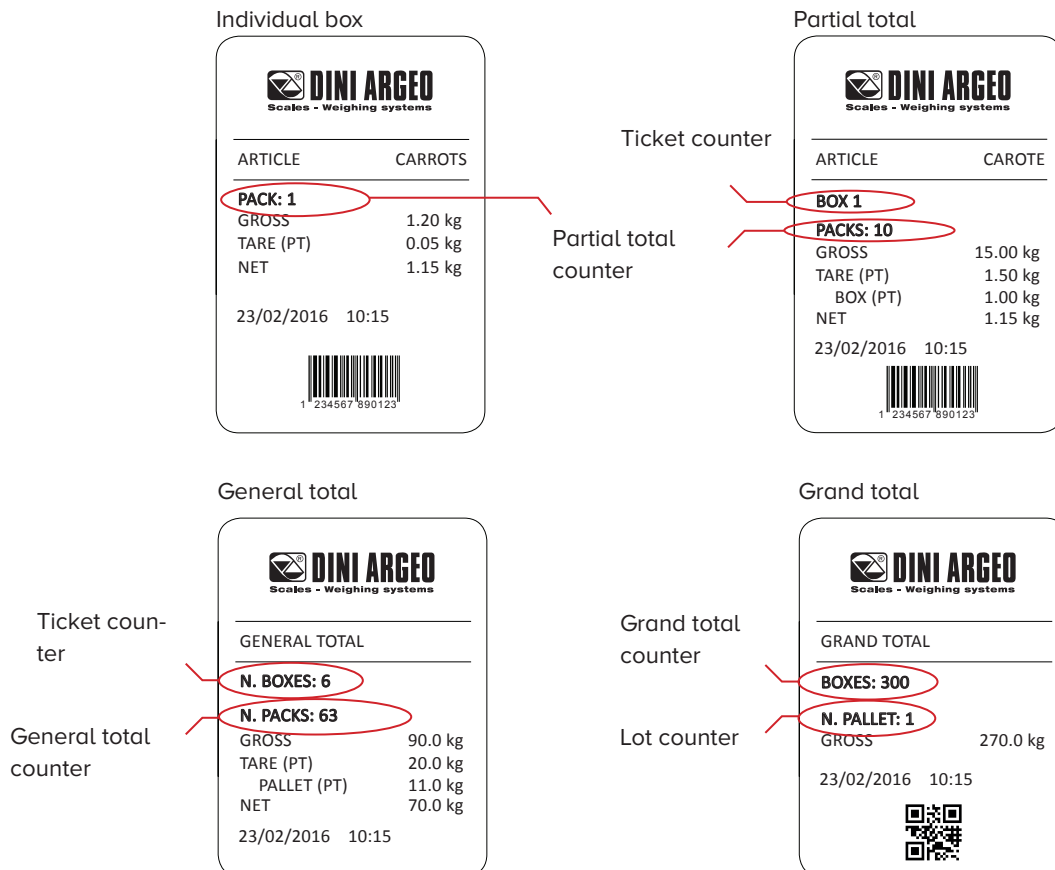 Individual box
DINI ARGEO
®
Scales - Weighing systems
ARTICLE CARROTS
PACK: 1
GROSS 1.20 kg
TARE (PT) 0.05 kg
NET 1.15 kg
23/02/2016 10:15
1 234567 890123
Partial total
counter
Partial total
DINI ARGEO
®
Scales - Weighing systems
Ticket counter
ARTICLE CAROTE
BOX 1
PACKS: 10
GROSS 15.00 kg
TARE (PT) 1.50 kg
BOX (PT) 1.00 kg
NET 1.15 kg
23/02/2016 10:15
1 234567 890123
General total
DINI ARGEO
®
Scales - Weighing systems
Ticket coun-
ter
GENERAL TOTAL
N. BOXES: 6
N. PACKS: 63
General total
counter
GROSS 90.0 kg
TARE (PT) 20.0 kg
PALLET (PT) 11.0 kg
NET 70.0 kg
23/02/2016 10:15
Grand total
DINI ARGEO
®
Scales - Weighing systems
Grand total
counter
GRAND TOTAL
BOXES: 300
N. PALLET: 1
Lot counter
GROSS 270.0 kg
23/02/2016 10:15